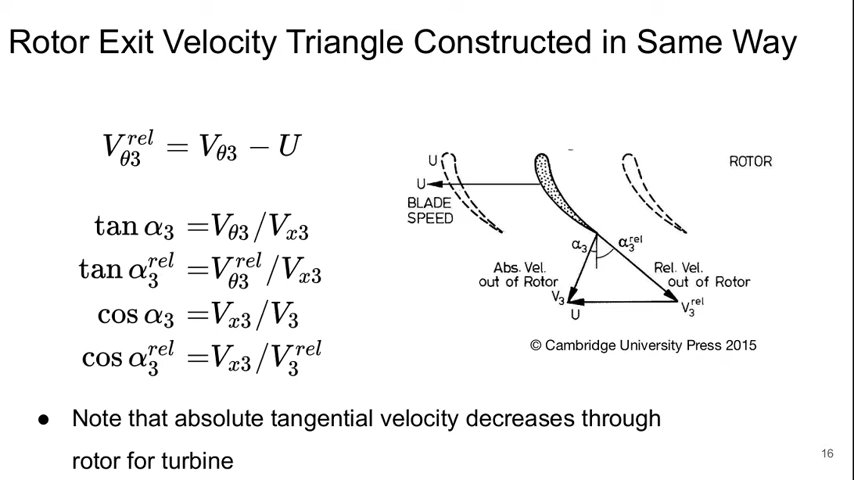 Rotor Exit Velocity Triangle Constructed in Same Way
V_{θ3}^{rel} = V_{θ3} − U
tan α_3 = V_{θ3}/V_{x3}
tan α_3^{rel} = V_{θ3}^{rel}/V_{x3}
cos α_3 = V_{x3}/V_3
cos α_3^{rel} = V_{x3}/V_3^{rel}
U
ROTOR
U
BLADE
SPEED
α_3
α_3^{rel}
Abs. Vel.
out of Rotor
Rel. Vel.
out of Rotor
V_3
U
V_3^{rel}
© Cambridge University Press 2015
● Note that absolute tangential velocity decreases through
rotor for turbine
16